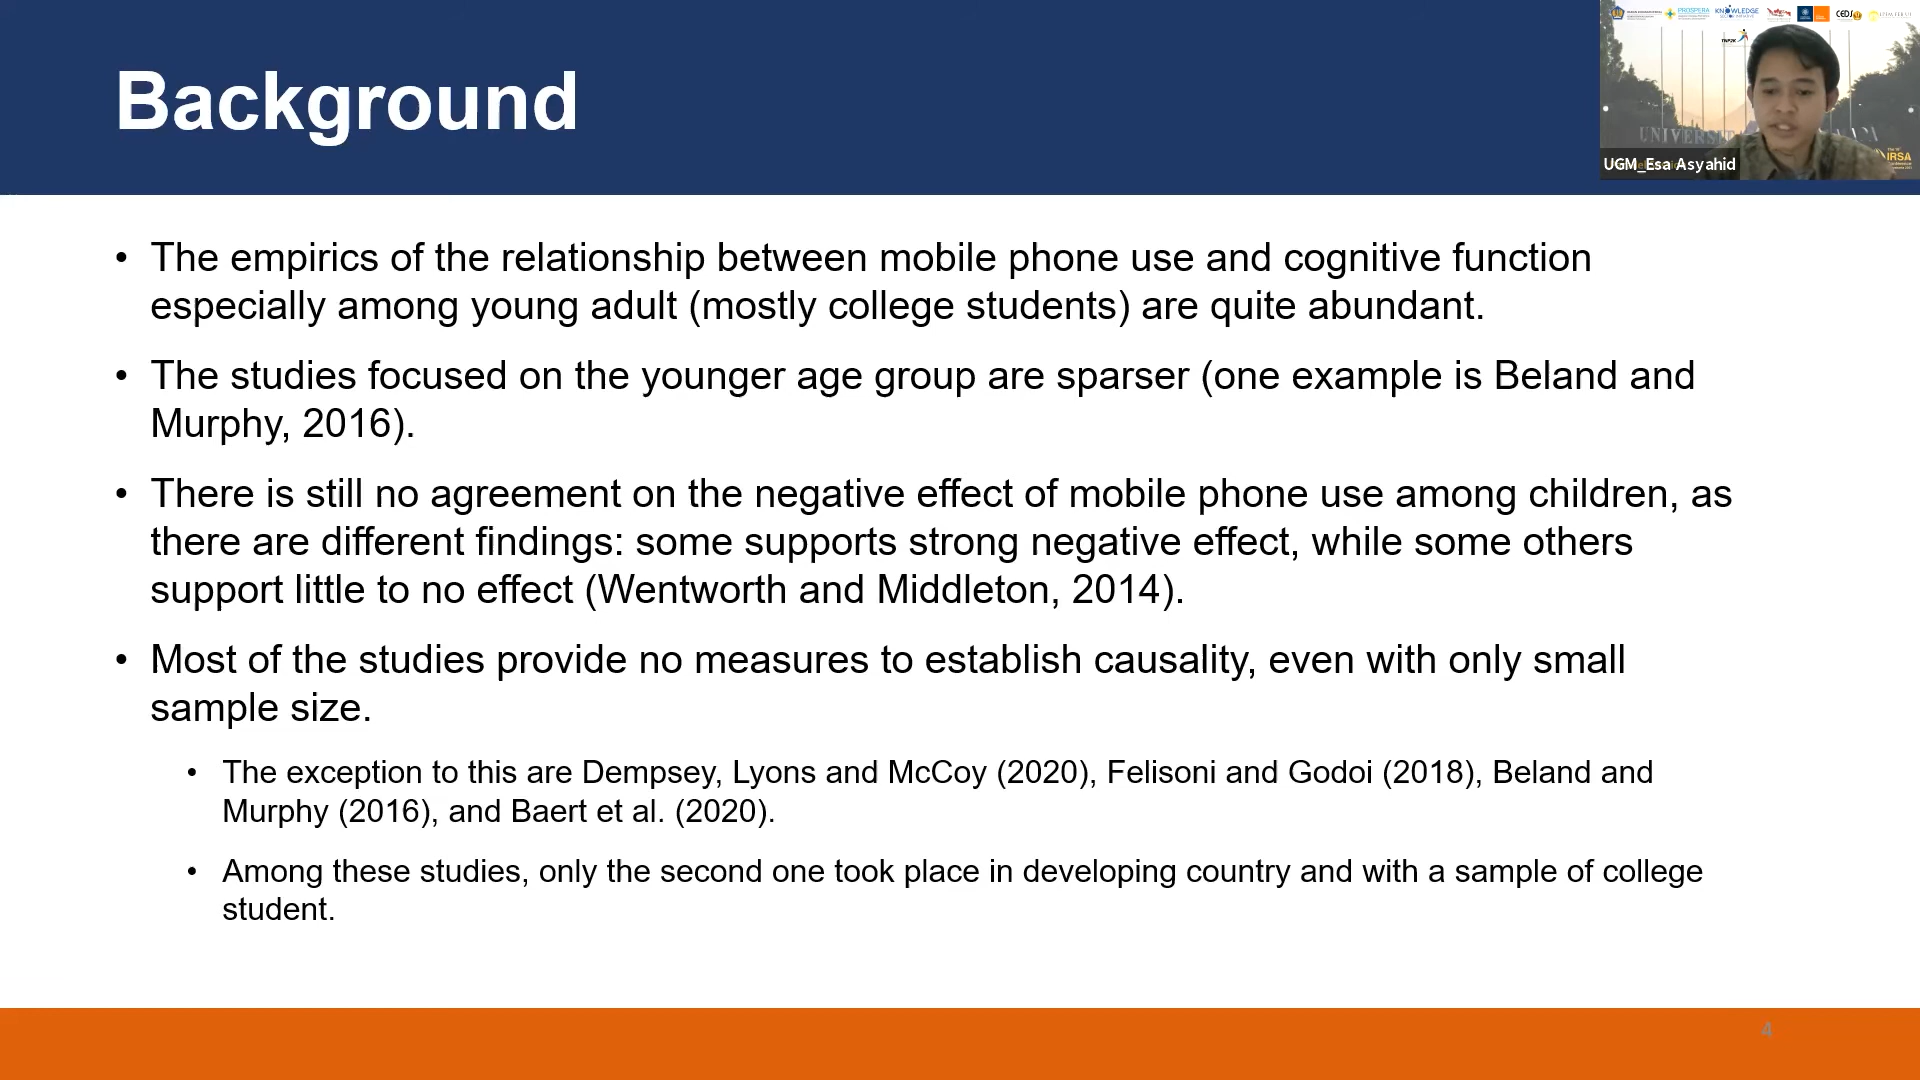 Background
PROSPERA
KNOWLEDGE
CEDS
TNP2K
UNIVERSIT
IRSA
UGM_Esa Asyahid
• The empirics of the relationship between mobile phone use and cognitive function
especially among young adult (mostly college students) are quite abundant.
• The studies focused on the younger age group are sparser (one example is Beland and
Murphy, 2016).
• There is still no agreement on the negative effect of mobile phone use among children, as
there are different findings: some supports strong negative effect, while some others
support little to no effect (Wentworth and Middleton, 2014).
• Most of the studies provide no measures to establish causality, even with only small
sample size.
• The exception to this are Dempsey, Lyons and McCoy (2020), Felisoni and Godoi (2018), Beland and
Murphy (2016), and Baert et al. (2020).
• Among these studies, only the second one took place in developing country and with a sample of college
student.
4